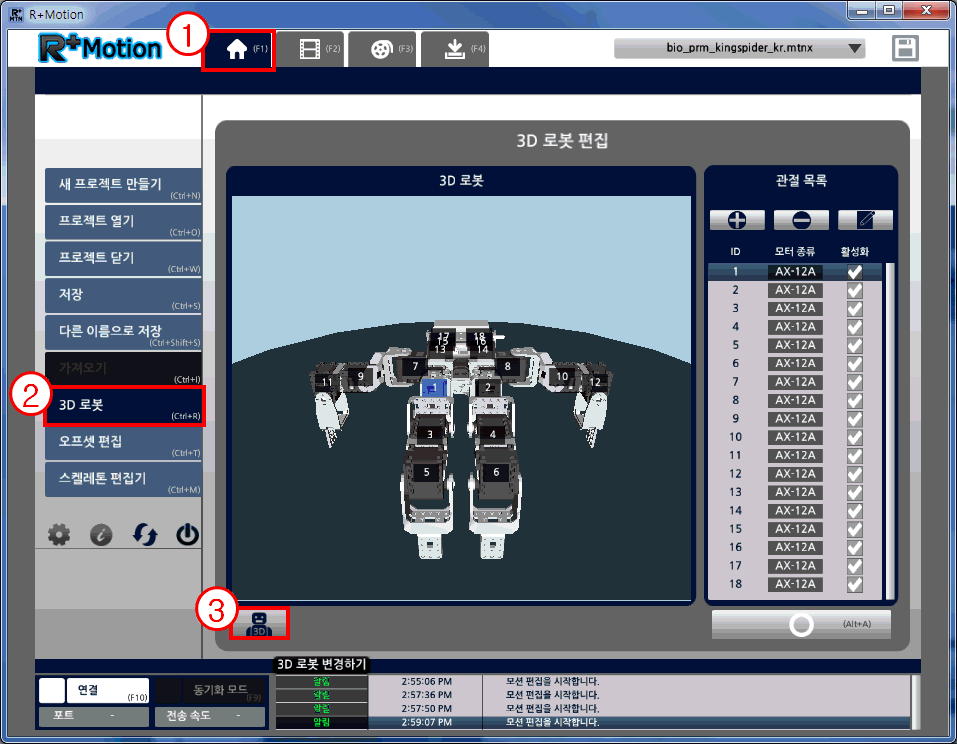 R+Motion
R+Motion
1
(F1)
(F2)
(F3)
(F4)
bio_prm_kingspider_kr.mtnx
3D 로봇 편집
새 프로젝트 만들기
(Ctrl+N)
프로젝트 열기
(Ctrl+O)
프로젝트 닫기
(Ctrl+W)
저장
(Ctrl+S)
다른 이름으로 저장
(Ctrl+Shift+S)
가져오기
(Ctrl+I)
2
3D 로봇
(Ctrl+R)
오프셋 편집
(Ctrl+T)
스켈레톤 편집기
(Ctrl+M)
3D 로봇
17 18
15 16
13 14
7 8
11 9 10 12
1 2
3 4
5 6
3
3D
3D 로봇 변경하기
관절 목록
ID 모터 종류 활성화
1 AX-12A
2 AX-12A
3 AX-12A
4 AX-12A
5 AX-12A
6 AX-12A
7 AX-12A
8 AX-12A
9 AX-12A
10 AX-12A
11 AX-12A
12 AX-12A
13 AX-12A
14 AX-12A
15 AX-12A
16 AX-12A
17 AX-12A
18 AX-12A
(Alt+A)
연결 (F10)
동기화 모드 (F9)
포트 -
전송 속도 -
알림 2:55:06 PM 모션 편집을 시작합니다.
알림 2:57:36 PM 모션 편집을 시작합니다.
알림 2:57:50 PM 모션 편집을 시작합니다.
알림 2:59:07 PM 모션 편집을 시작합니다.